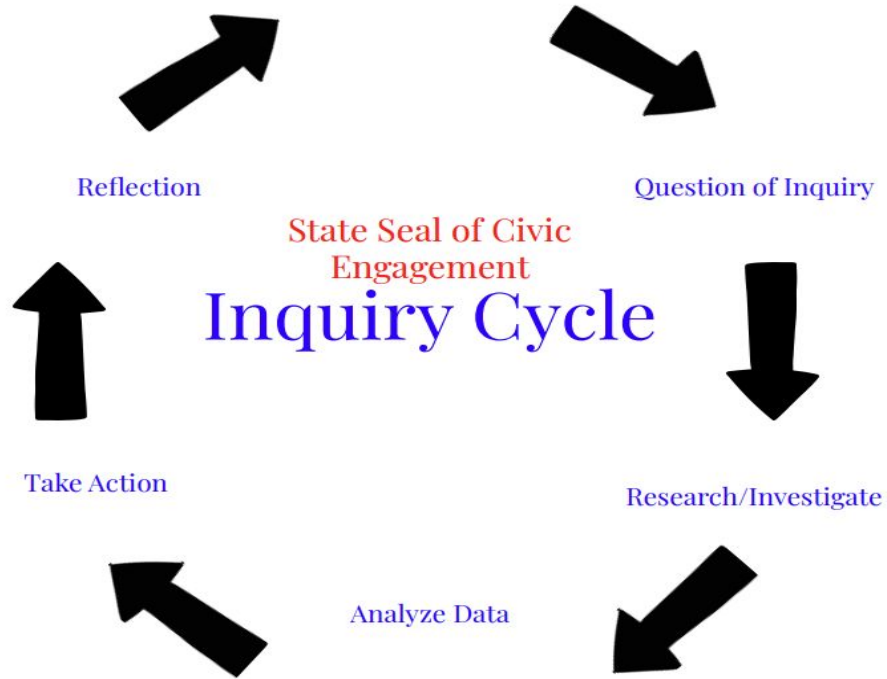 Reflection
Question of Inquiry
State Seal of Civic
Engagement
Inquiry Cycle
Take Action
Research/Investigate
Analyze Data